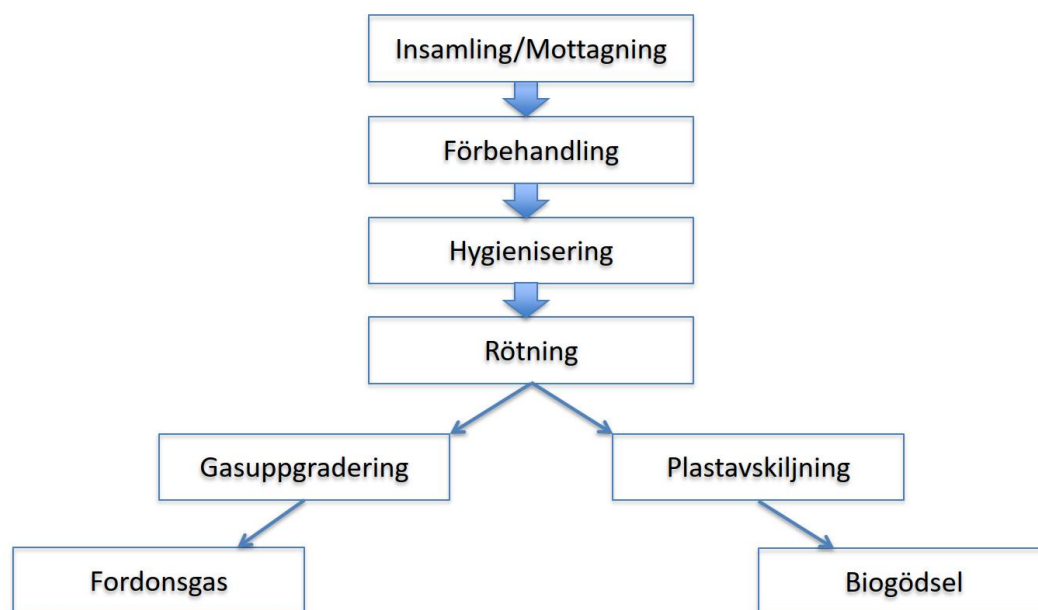 Insamling/Mottagning
Förbehandling
Hygienisering
Rötning
Gasuppgradering
Plastavskiljning
Fordonsgas
Biogödsel